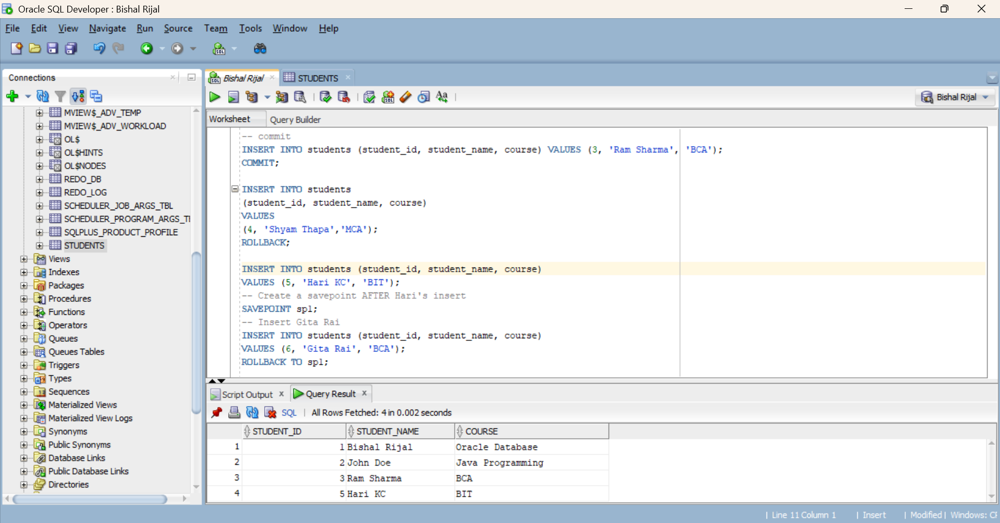 Oracle SQL Developer : Bishal Rijal
File Edit View Navigate Run Source Team Tools Window Help
Connections
MVIEW$_ADV_TEMP
MVIEW$_ADV_WORKLOAD
OL$
OL$HINTS
OL$NODES
REDO_DB
REDO_LOG
SCHEDULER_JOB_ARGS_TBL
SCHEDULER_PROGRAM_ARGS_T
SQLPLUS_PRODUCT_PROFILE
STUDENTS
Views
Indexes
Packages
Procedures
Functions
Operators
Queues
Queues Tables
Triggers
Types
Sequences
Materialized Views
Materialized View Logs
Synonyms
Public Synonyms
Database Links
Public Database Links
Directories
Bishal Rijal STUDENTS
Bishal Rijal
Worksheet Query Builder
-- commit
INSERT INTO students (student_id, student_name, course) VALUES (3, 'Ram Sharma', 'BCA');
COMMIT;
INSERT INTO students
(student_id, student_name, course)
VALUES
(4, 'Shyam Thapa','MCA');
ROLLBACK;
INSERT INTO students (student_id, student_name, course)
VALUES (5, 'Hari KC', 'BIT');
-- Create a savepoint AFTER Hari's insert
SAVEPOINT sp1;
-- Insert Gita Rai
INSERT INTO students (student_id, student_name, course)
VALUES (6, 'Gita Rai', 'BCA');
ROLLBACK TO sp1;
Script Output x Query Result x
SQL | All Rows Fetched: 4 in 0.002 seconds
STUDENT_ID STUDENT_NAME COURSE
1 1 Bishal Rijal Oracle Database
2 2 John Doe Java Programming
3 3 Ram Sharma BCA
4 5 Hari KC BIT
| Line 11 Column 1 | Insert | Modified | Windows: CF